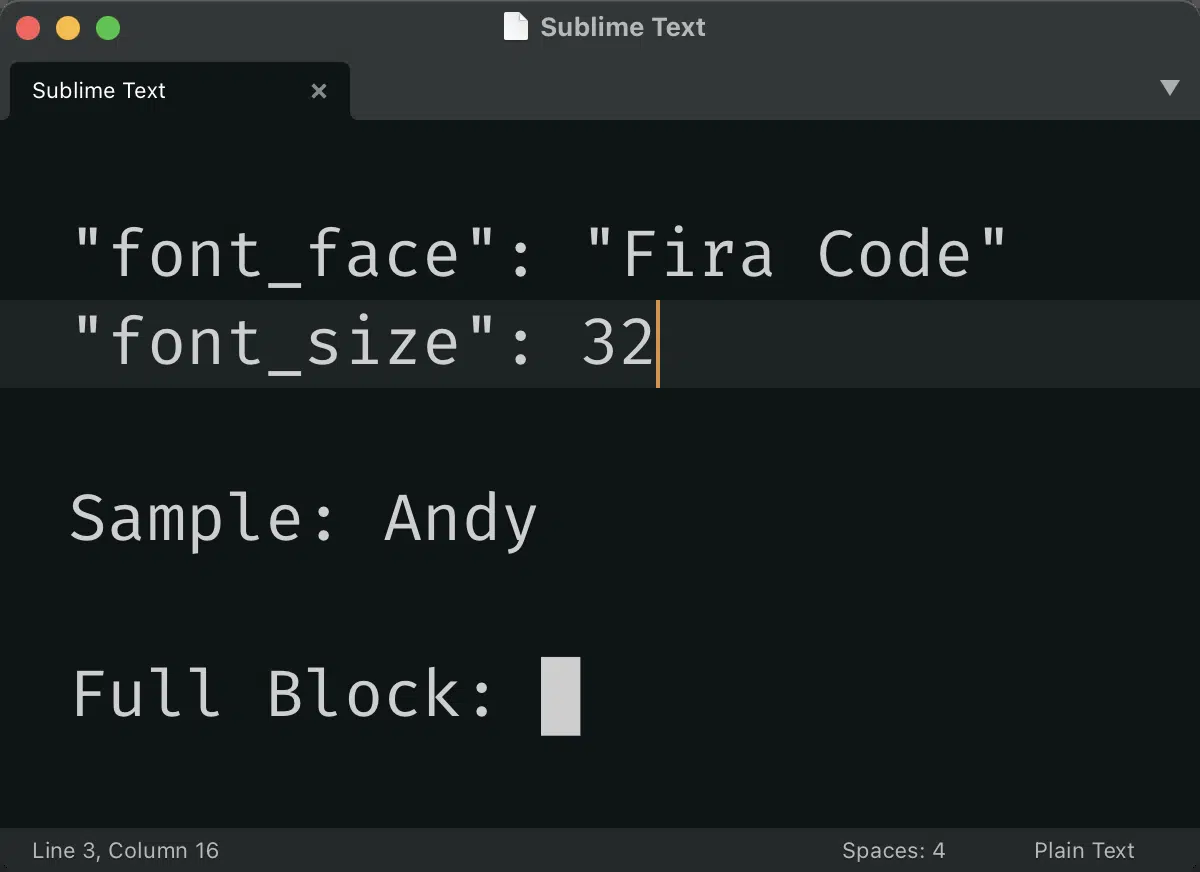 Sublime Text
Sublime Text ×
"font_face": "Fira Code"
"font_size": 32
Sample: Andy
Full Block: █
Line 3, Column 16 Spaces: 4 Plain Text